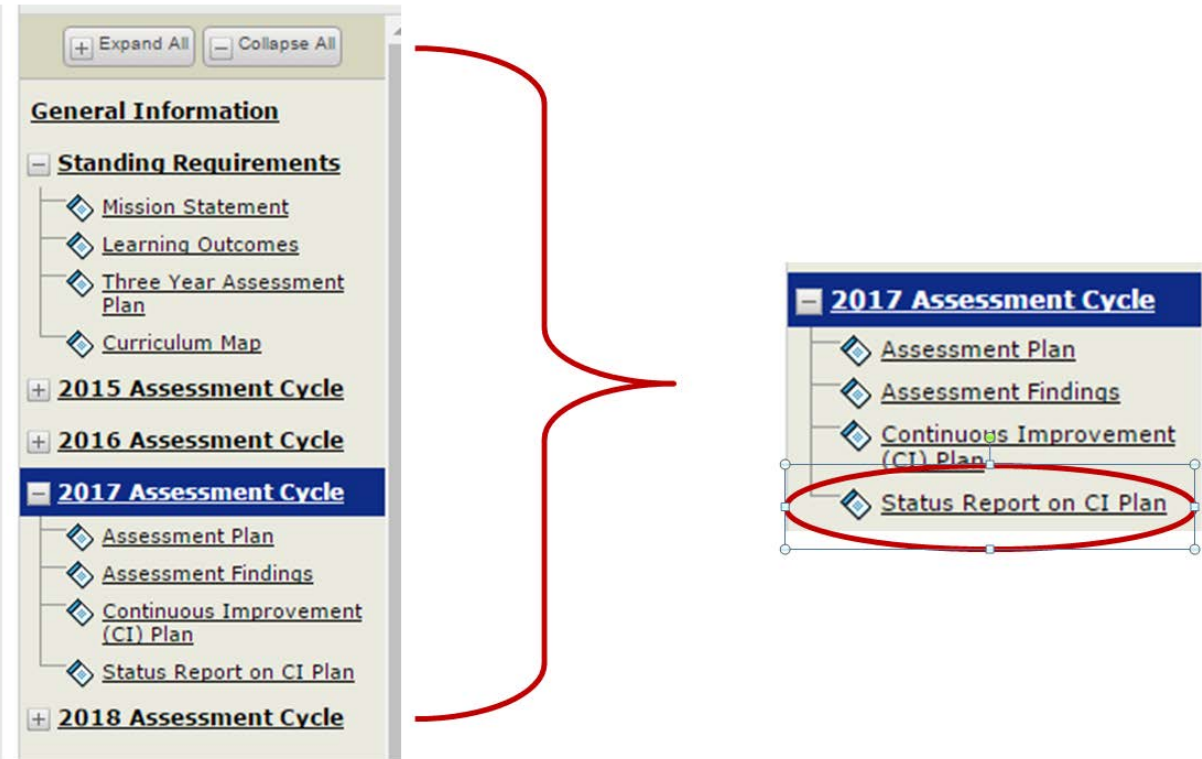 Expand All Collapse All
General Information
Standing Requirements
Mission Statement
Learning Outcomes
Three Year Assessment
Plan
Curriculum Map
2015 Assessment Cycle
2016 Assessment Cycle
2017 Assessment Cycle
Assessment Plan
Assessment Findings
Continuous Improvement
(CI) Plan
Status Report on CI Plan
2018 Assessment Cycle
2017 Assessment Cycle
Assessment Plan
Assessment Findings
Continuous Improvement
(CI) Plan
Status Report on CI Plan